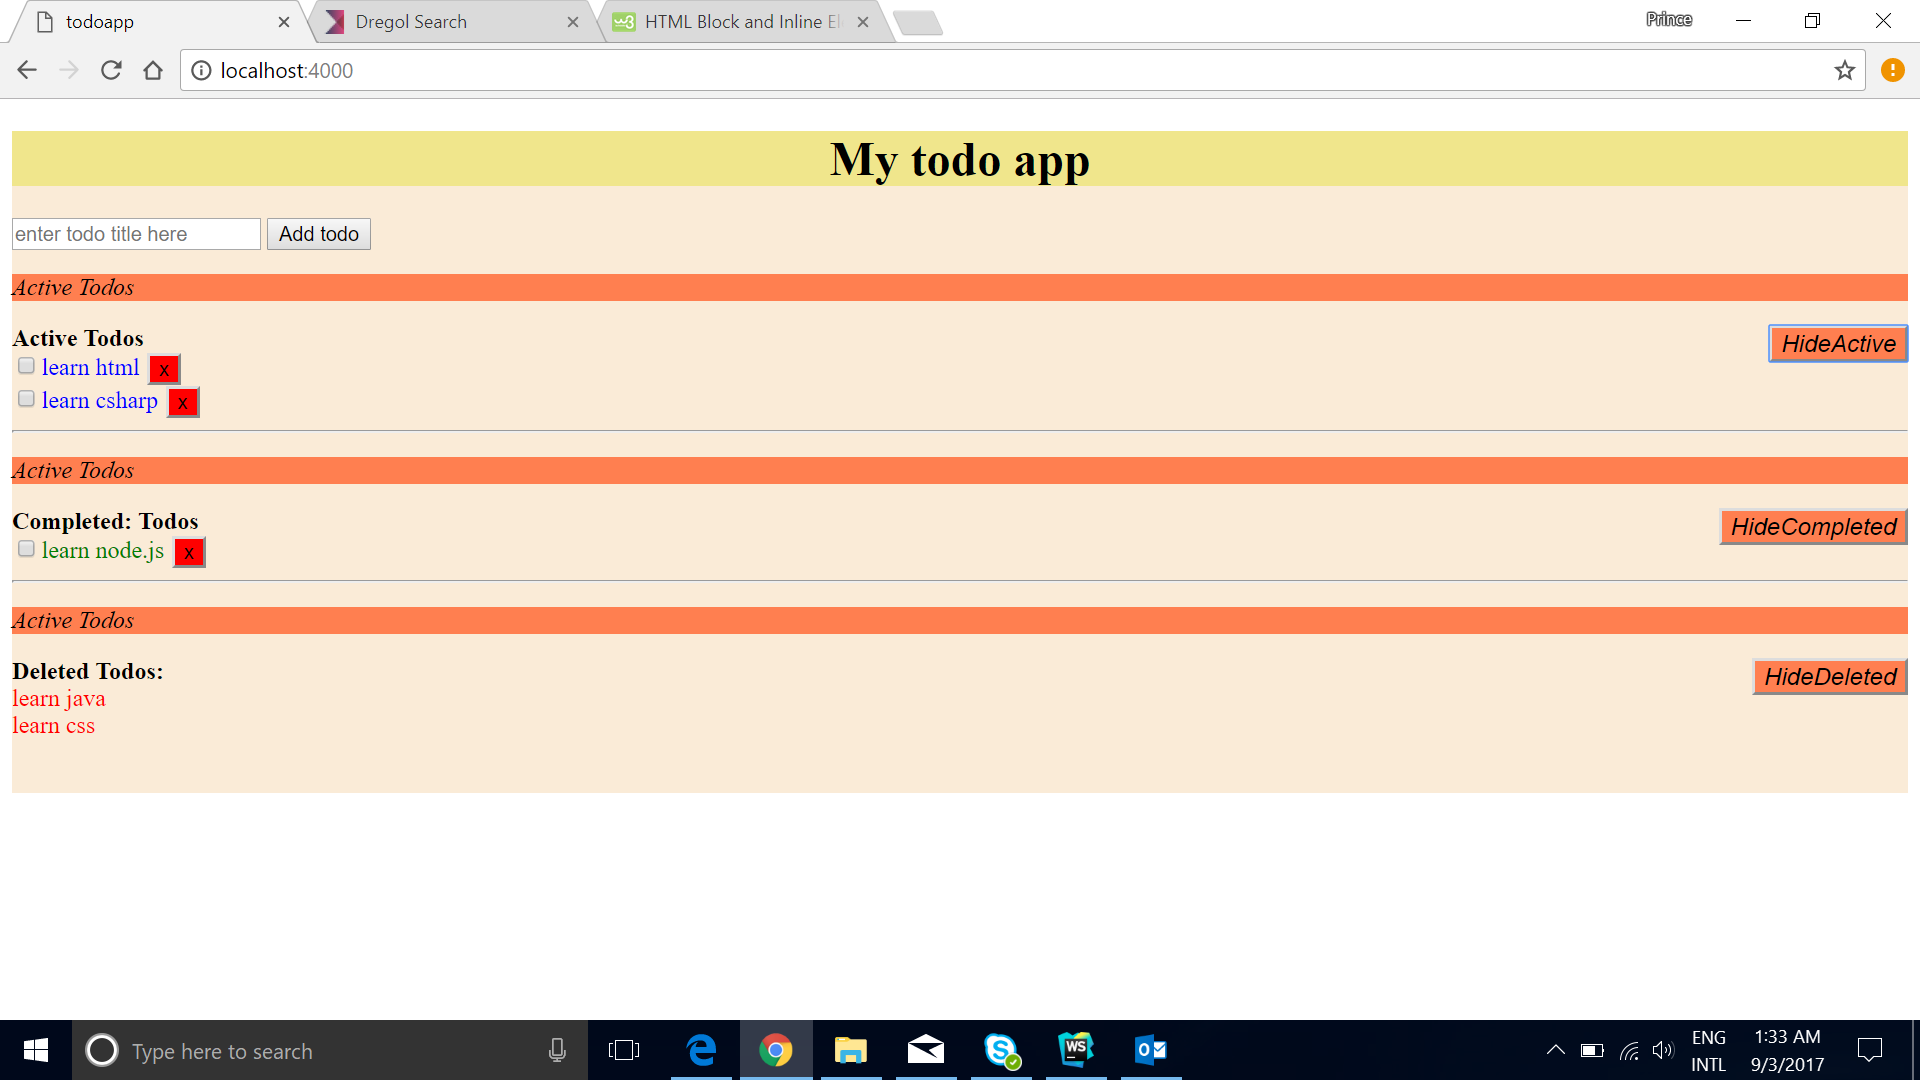 todoapp
Dregol Search
HTML Block and Inline El
Prince
localhost:4000
My todo app
enter todo title here
Add todo
Active Todos
Active Todos
HideActive
learn html x
learn csharp x
Active Todos
Completed: Todos
HideCompleted
learn node.js x
Active Todos
Deleted Todos:
HideDeleted
learn java
learn css
Type here to search
WS
ENG
INTL
1:33 AM
9/3/2017